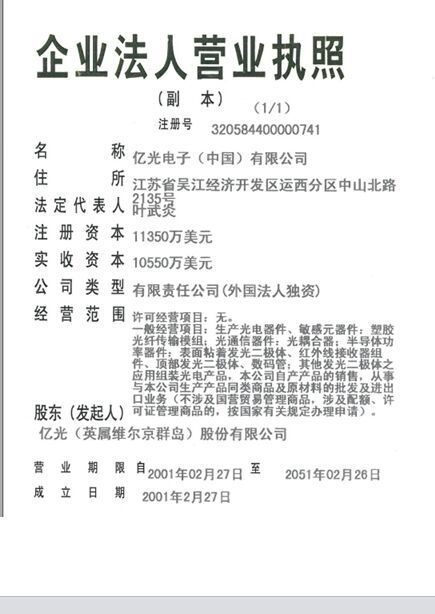 企业法人营业执照
（副 本） （1/1）
注册号 320584400000741
名 称 亿光电子（中国）有限公司
住 所 江苏省吴江经济开发区运西分区中山北路
2135号
法定代表人 叶武炎
注册资本 11350万美元
实收资本 10550万美元
公司类型 有限责任公司(外国法人独资)
经营范围 许可经营项目：无。
一般经营项目：生产光电器件、敏感元器件；塑胶
光纤传输模组；光通信器件；光耦合器；半导体功
率器件；表面粘着发光二极体、红外线接收器组
件、顶部发光二极体、数码管；其他发光二极体之
应用组装光电产品，本公司自产产品的销售，从事
与本公司生产产品同类商品及原材料的批发及进出
口业务（不涉及国营贸易管理商品，涉及配额、许
可证管理商品的，按国家有关规定办理申请）。
股东(发起人)
亿光（英属维尔京群岛）股份有限公司
营业期限自 2001年02月27日 至 2051年02月26日
成立日期 2001年2月27日